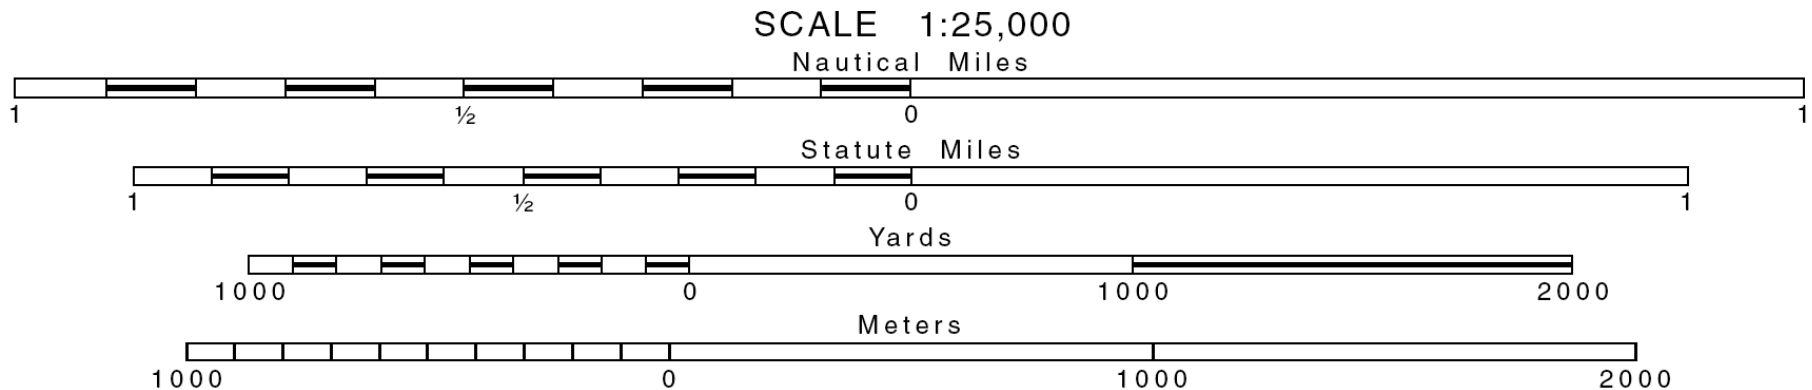 SCALE 1:25,000
Nautical Miles
1 ½ 0 1
Statute Miles
1 ½ 0 1
Yards
1000 0 1000 2000
Meters
1000 0 1000 2000